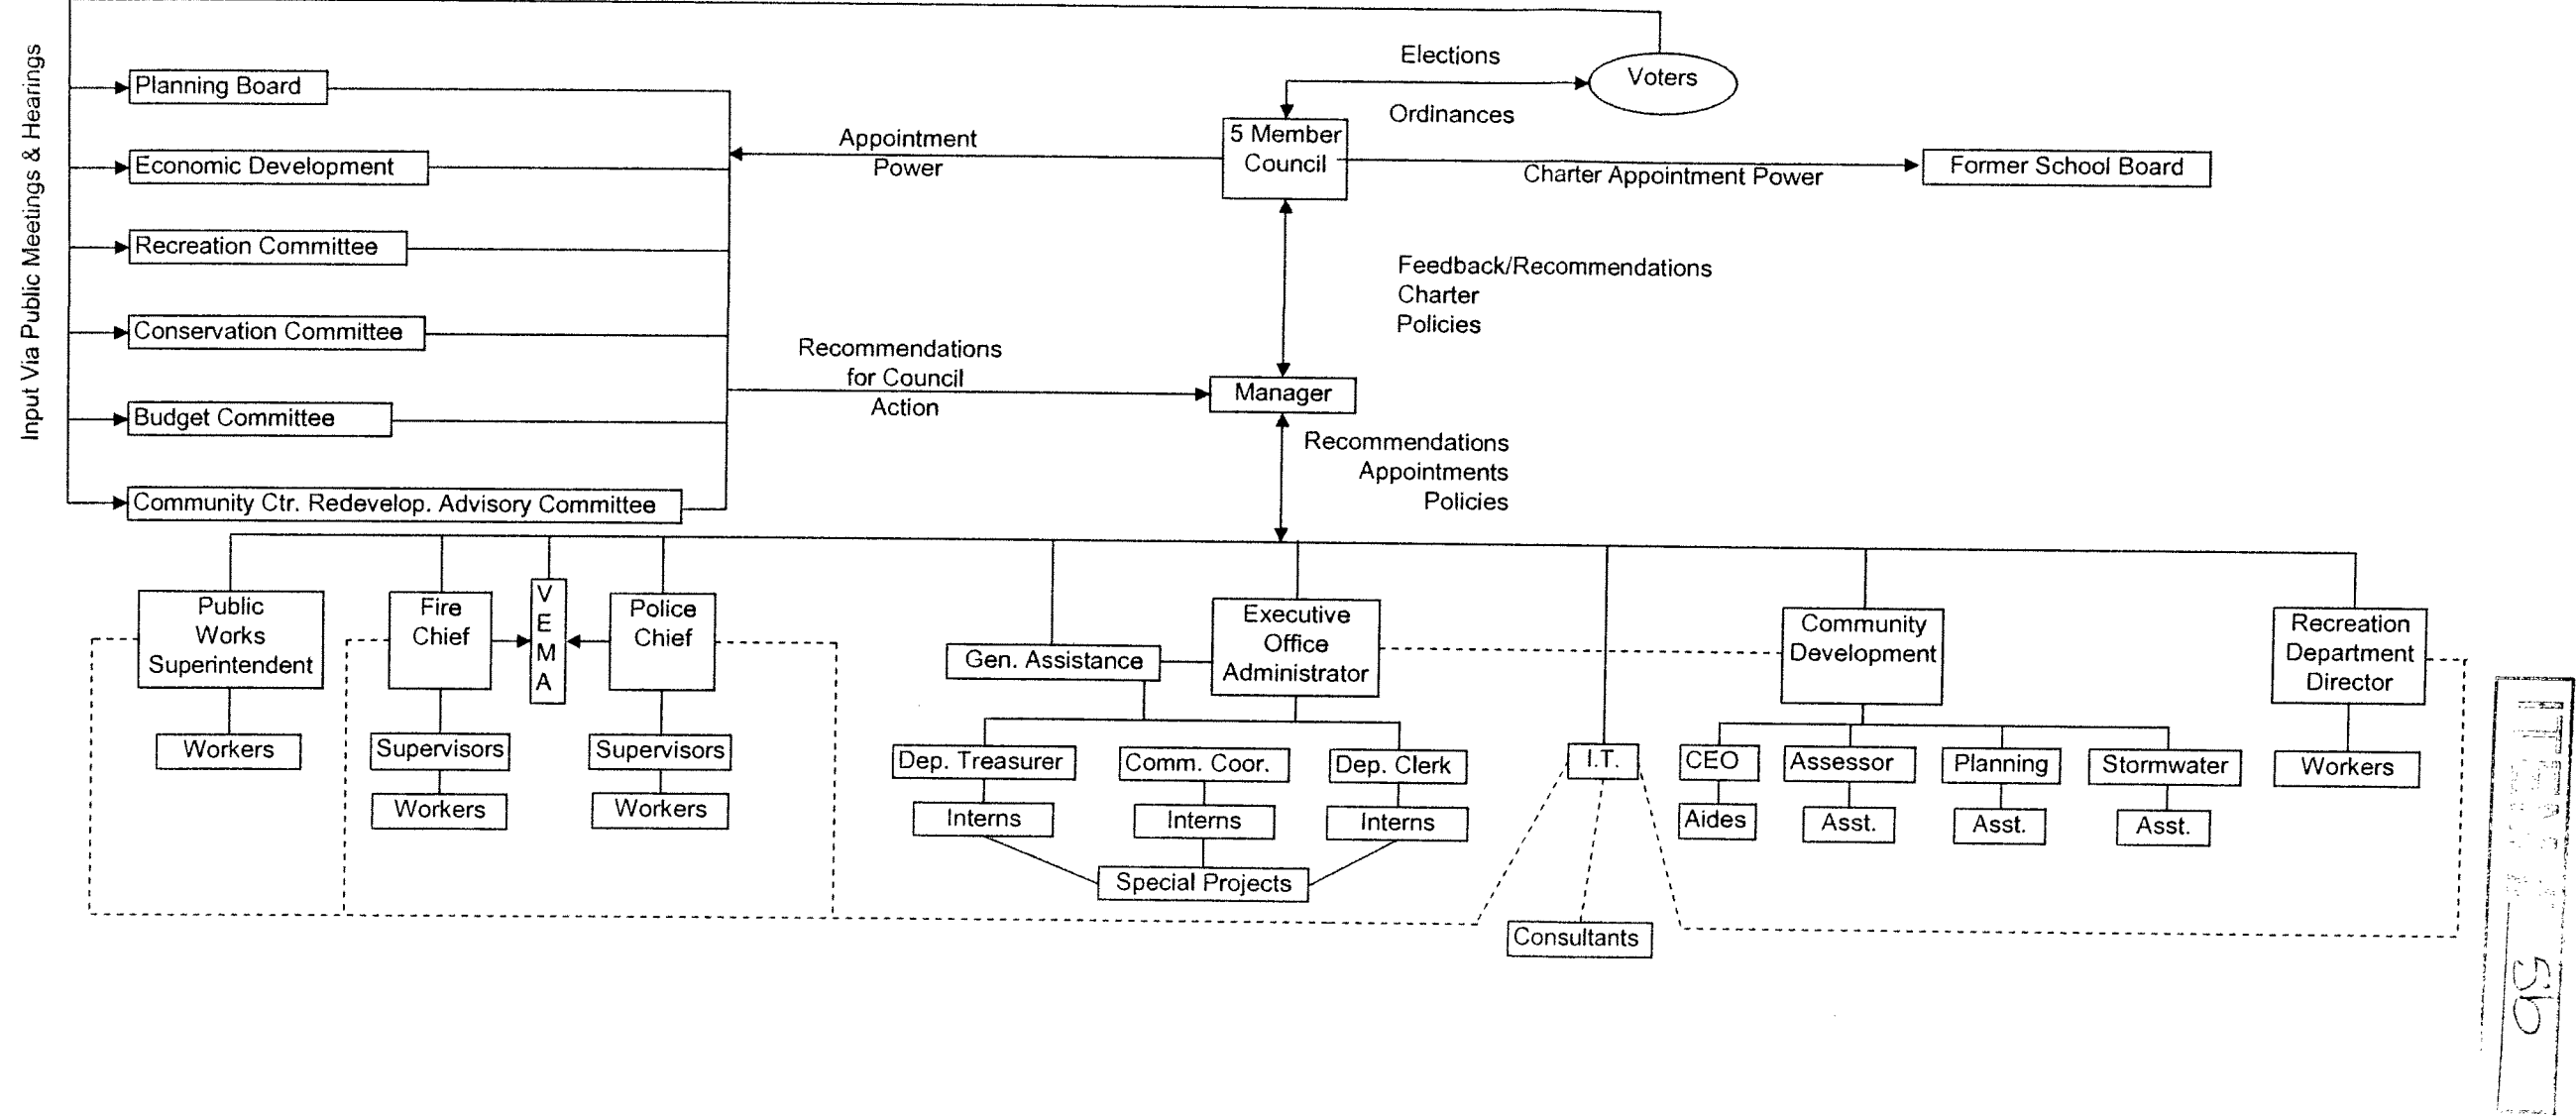 Input Via Public Meetings & Hearings
Planning Board
Economic Development
Recreation Committee
Conservation Committee
Budget Committee
Community Ctr. Redevelop. Advisory Committee
Appointment
Power
Recommendations
for Council
Action
Elections
Ordinances
Voters
5 Member
Council
Charter Appointment Power
Former School Board
Feedback/Recommendations
Charter
Policies
Manager
Recommendations
Appointments
Policies
Public
Works
Superintendent
Workers
Fire
Chief
Supervisors
Workers
V
E
M
A
Police
Chief
Supervisors
Workers
Gen. Assistance
Executive
Office
Administrator
Dep. Treasurer
Comm. Coor.
Dep. Clerk
Interns
Interns
Interns
Special Projects
I.T.
Consultants
Community
Development
CEO
Assessor
Planning
Stormwater
Aides
Asst.
Asst.
Asst.
Recreation
Department
Director
Workers